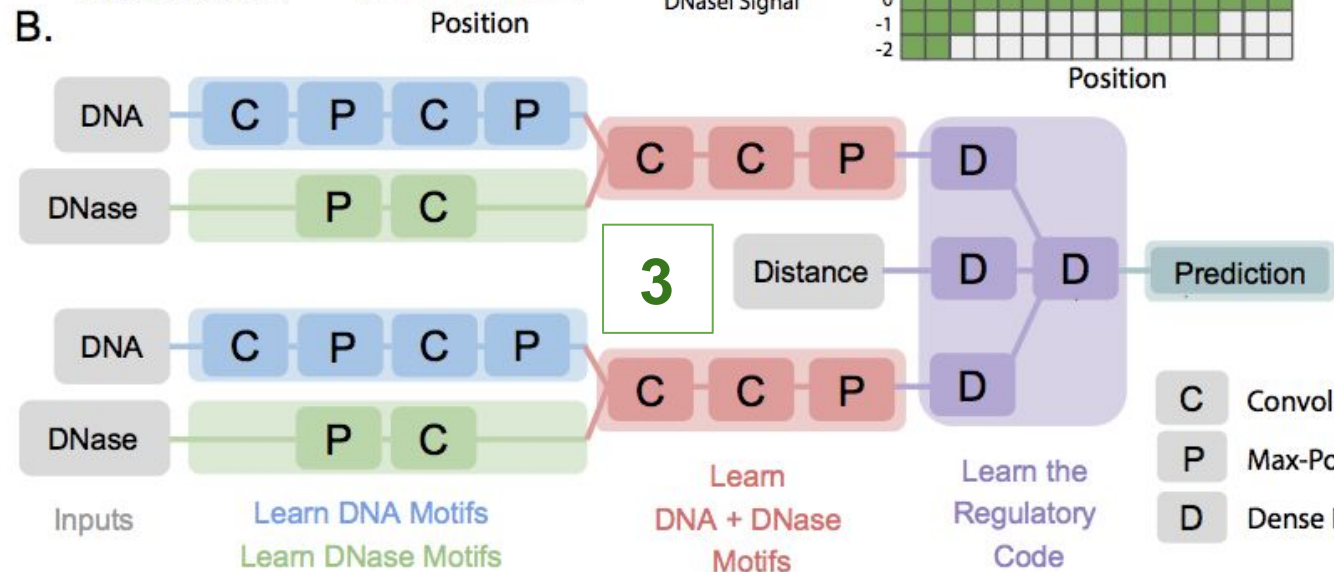 Position
DNaseI Signal
0
-1
-2
Position
B.
DNA C P C P
DNase P C
C C P D
3
Distance D D Prediction
DNA C P C P
DNase P C
C C P D
C
P
D Dense
Inputs
Learn DNA Motifs
Learn DNase Motifs
Learn
DNA + DNase
Motifs
Learn the
Regulatory
Code